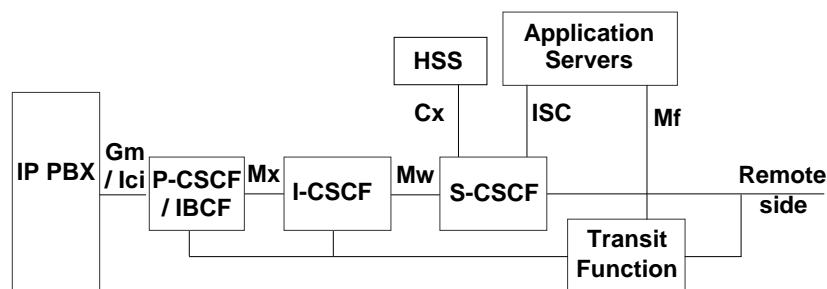 Application
Servers
HSS
Cx
ISC
Mf
IP PBX
Gm
/ Ici
P-CSCF
/ IBCF
Mx
I-CSCF
Mw
S-CSCF
Remote
side
Transit
Function